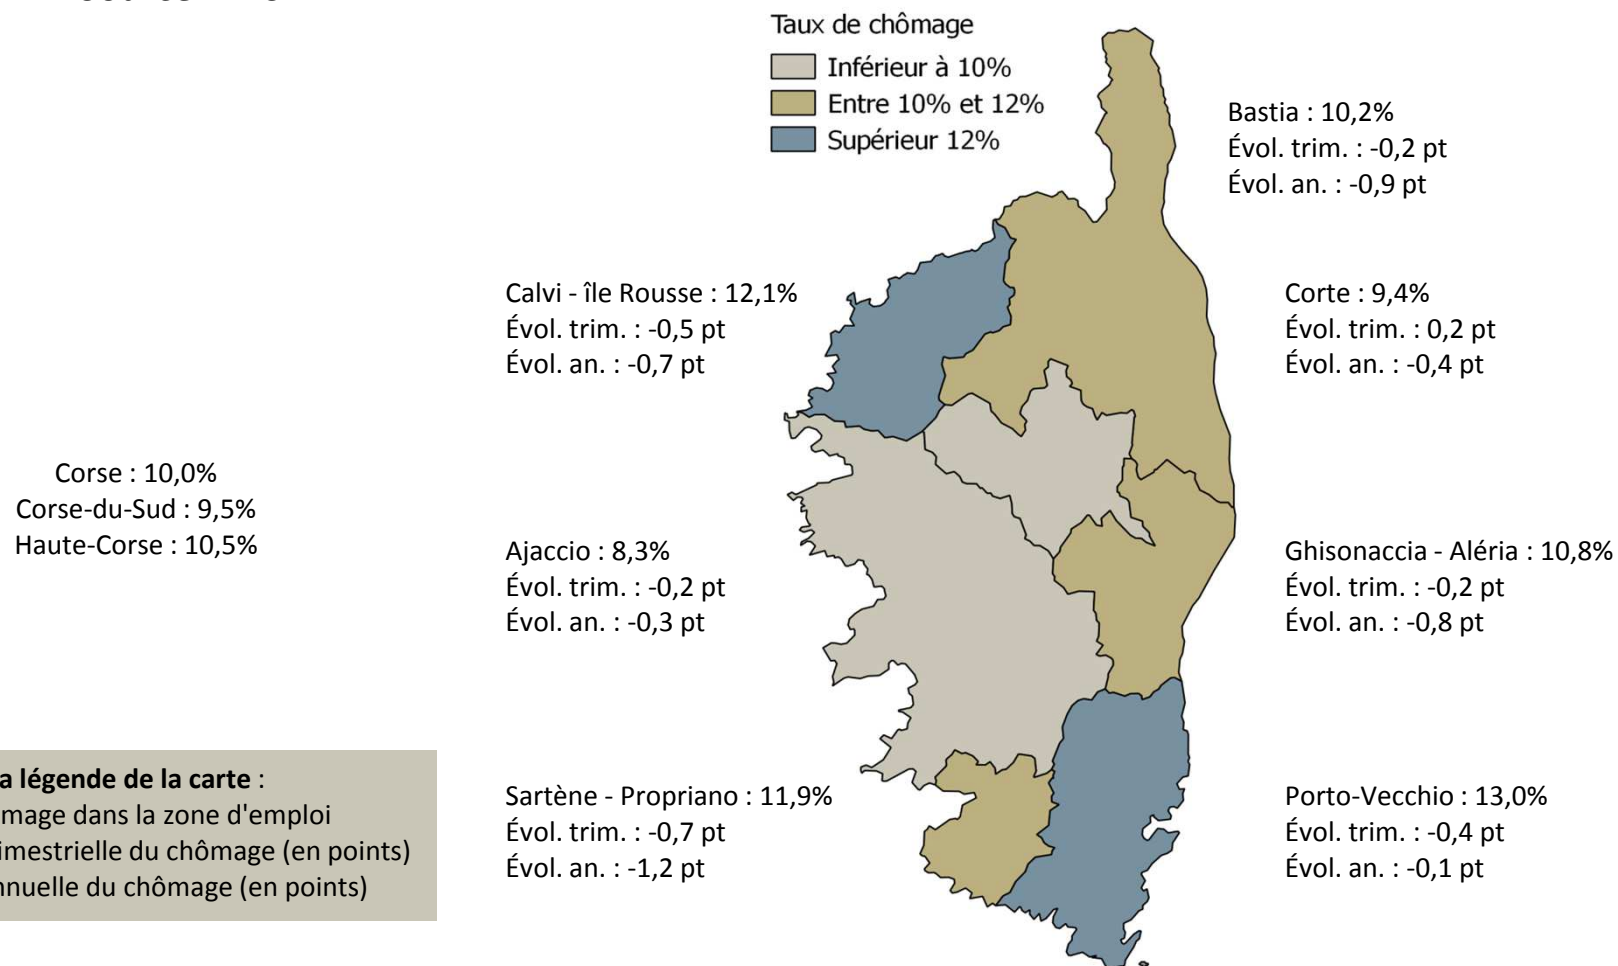 Taux de chômage
Inférieur à 10%
Entre 10% et 12%
Supérieur 12%
Bastia : 10,2%
Évol. trim. : -0,2 pt
Évol. an. : -0,9 pt
Calvi - île Rousse : 12,1%
Évol. trim. : -0,5 pt
Évol. an. : -0,7 pt
Corte : 9,4%
Évol. trim. : 0,2 pt
Évol. an. : -0,4 pt
Corse : 10,0%
Corse-du-Sud : 9,5%
Haute-Corse : 10,5%
Ajaccio : 8,3%
Évol. trim. : -0,2 pt
Évol. an. : -0,3 pt
Ghisonaccia - Aléria : 10,8%
Évol. trim. : -0,2 pt
Évol. an. : -0,8 pt
Sartène - Propriano : 11,9%
Évol. trim. : -0,7 pt
Évol. an. : -1,2 pt
Porto-Vecchio : 13,0%
Évol. trim. : -0,4 pt
Évol. an. : -0,1 pt
a légende de la carte :
mage dans la zone d'emploi
imestrielle du chômage (en points)
nnuelle du chômage (en points)